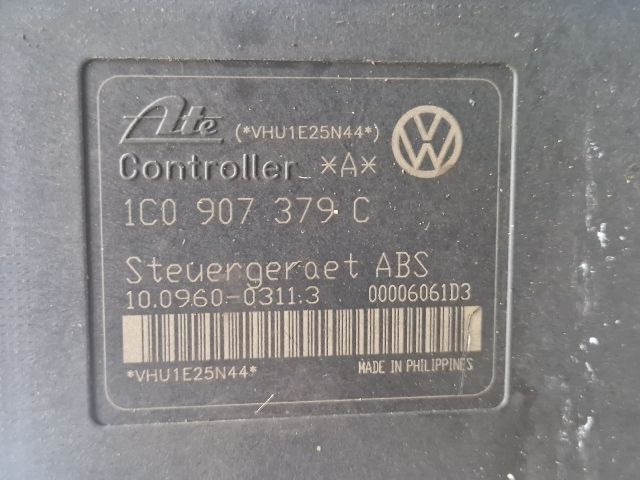 Ate (*VHU1E25N44*)
Controller *A*
1C0 907 379 C
Steuergeraet ABS
10.0960-0311.3 00006061D3
*VHU1E25N44* MADE IN PHILIPPINES